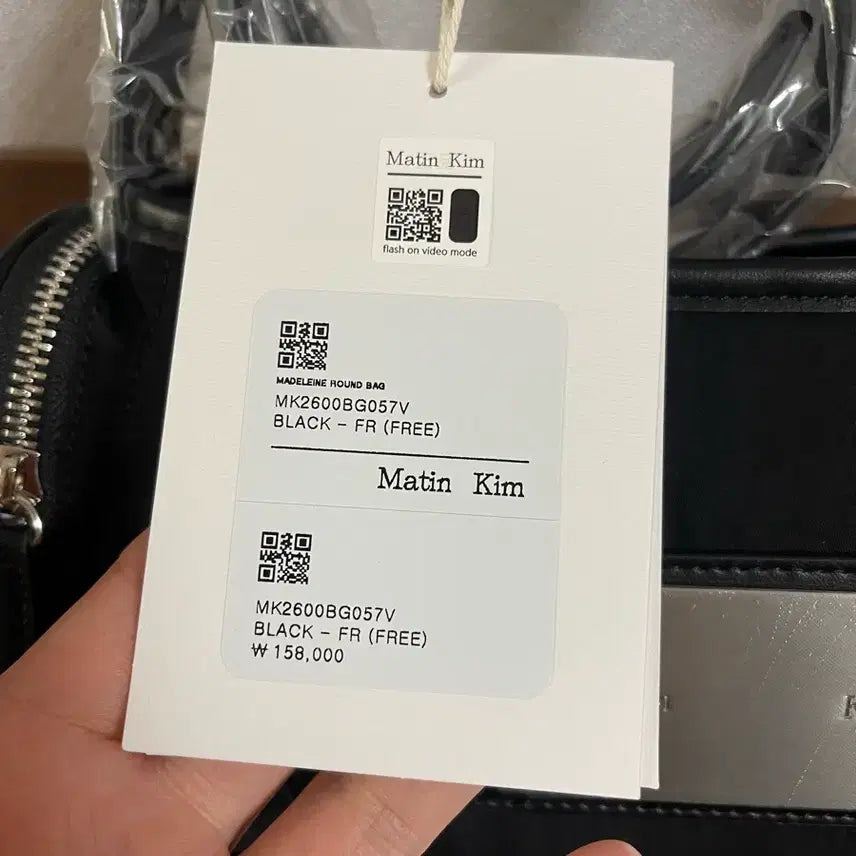 Matin Kim
flash on video mode
MADELEINE ROUND BAG
MK2600BG057V
BLACK - FR (FREE)
Matin Kim
MK2600BG057V
BLACK - FR (FREE)
₩ 158,000